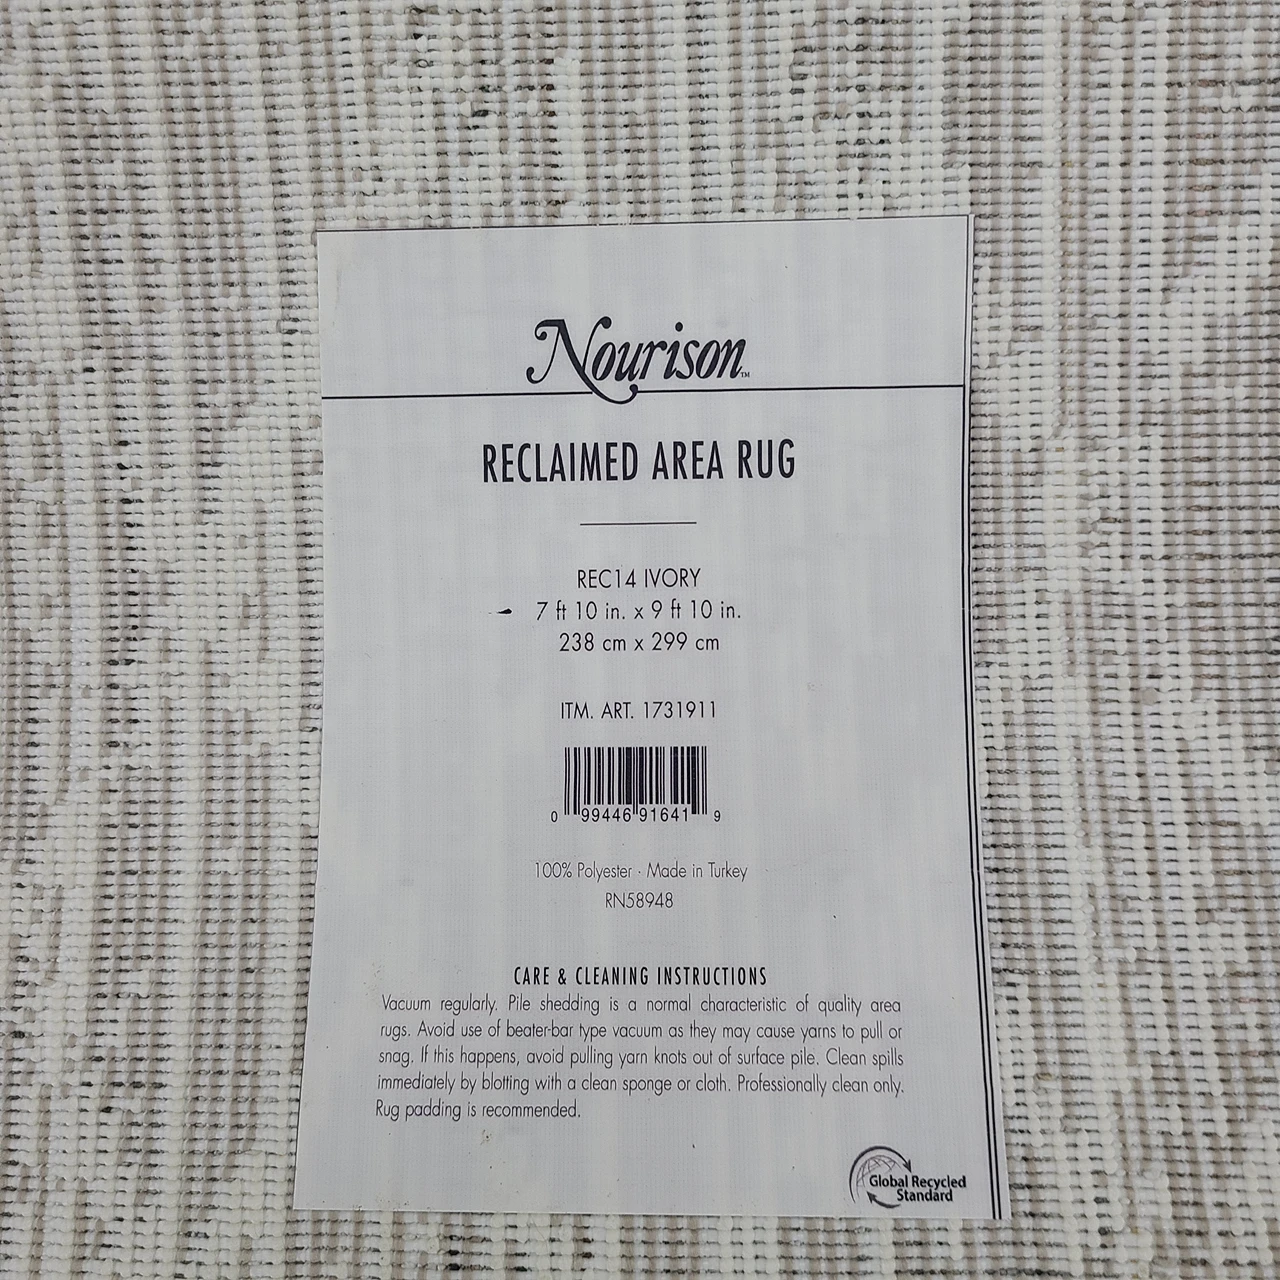 Nourison™
RECLAIMED AREA RUG
REC14 IVORY
7 ft 10 in. x 9 ft 10 in.
238 cm x 299 cm
ITM. ART. 1731911
0 99446 91641 9
100% Polyester · Made in Turkey
RN58948
CARE & CLEANING INSTRUCTIONS
Vacuum regularly. Pile shedding is a normal characteristic of quality area
rugs. Avoid use of beater-bar type vacuum as they may cause yarns to pull or
snag. If this happens, avoid pulling yarn knots out of surface pile. Clean spills
immediately by blotting with a clean sponge or cloth. Professionally clean only.
Rug padding is recommended.
Global Recycled
Standard